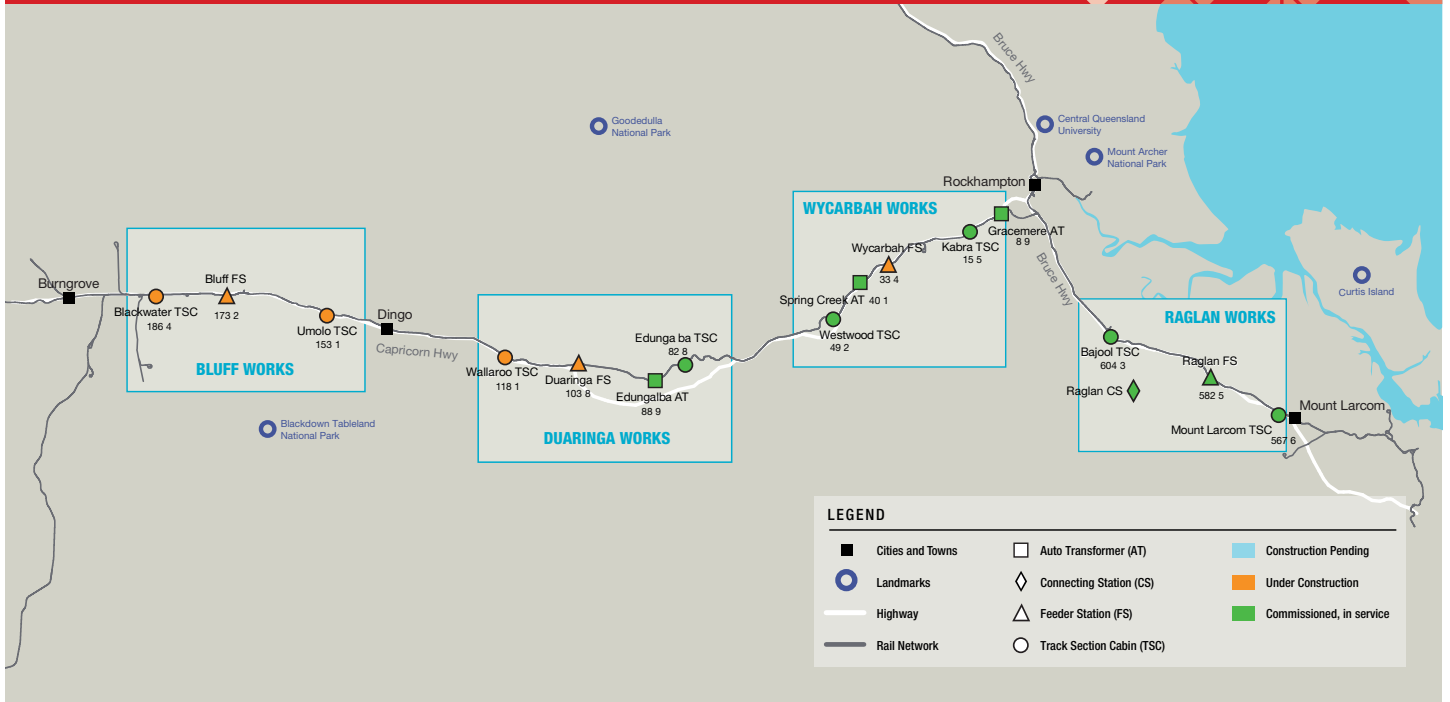 Bruce Hwy
Goodedulla
National Park
Central Queensland
University
Mount Archer
National Park
Rockhampton
WYCARBAH WORKS
Gracemere AT
8 9
Kabra TSC
15 5
Wycarbah FS
33 4
Spring Creek AT 40 1
Westwood TSC
49 2
Bruce Hwy
Curtis Island
Burngrove
Bluff FS
173 2
Blackwater TSC
186 4
Umolo TSC
153 1
BLUFF WORKS
Dingo
Capricorn Hwy
Blackdown Tableland
National Park
Edunga ba TSC
82 8
Wallaroo TSC
118 1
Duaringa FS
103 8
Edungalba AT
88 9
DUARINGA WORKS
RAGLAN WORKS
Bajool TSC
604 3
Raglan FS
582 5
Raglan CS
Mount Larcom
Mount Larcom TSC
567 6
LEGEND
Cities and Towns
Landmarks
Highway
Rail Network
Auto Transformer (AT)
Connecting Station (CS)
Feeder Station (FS)
Track Section Cabin (TSC)
Construction Pending
Under Construction
Commissioned, in service